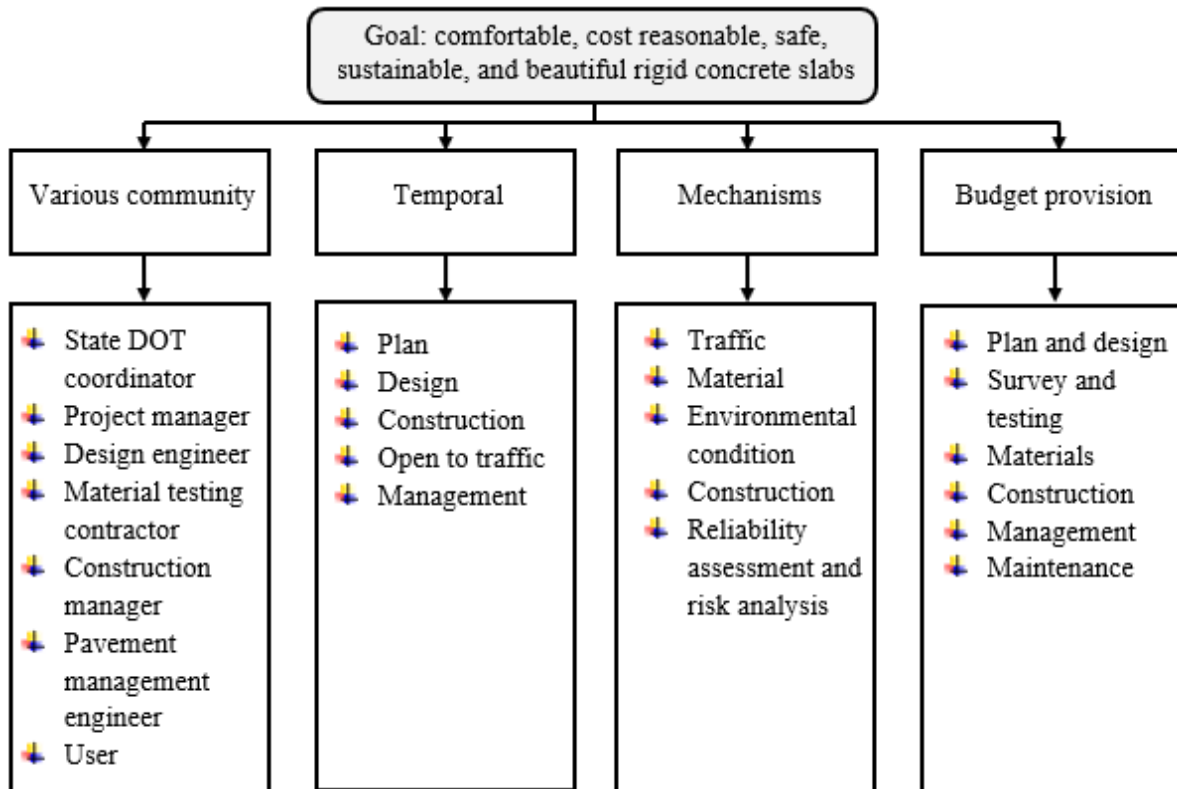 Goal: comfortable, cost reasonable, safe,
sustainable, and beautiful rigid concrete slabs
Various community
Temporal
Mechanisms
Budget provision
State DOT
coordinator
Project manager
Design engineer
Material testing
contractor
Construction
manager
Pavement
management
engineer
User
Plan
Design
Construction
Open to traffic
Management
Traffic
Material
Environmental
condition
Construction
Reliability
assessment and
risk analysis
Plan and design
Survey and
testing
Materials
Construction
Management
Maintenance